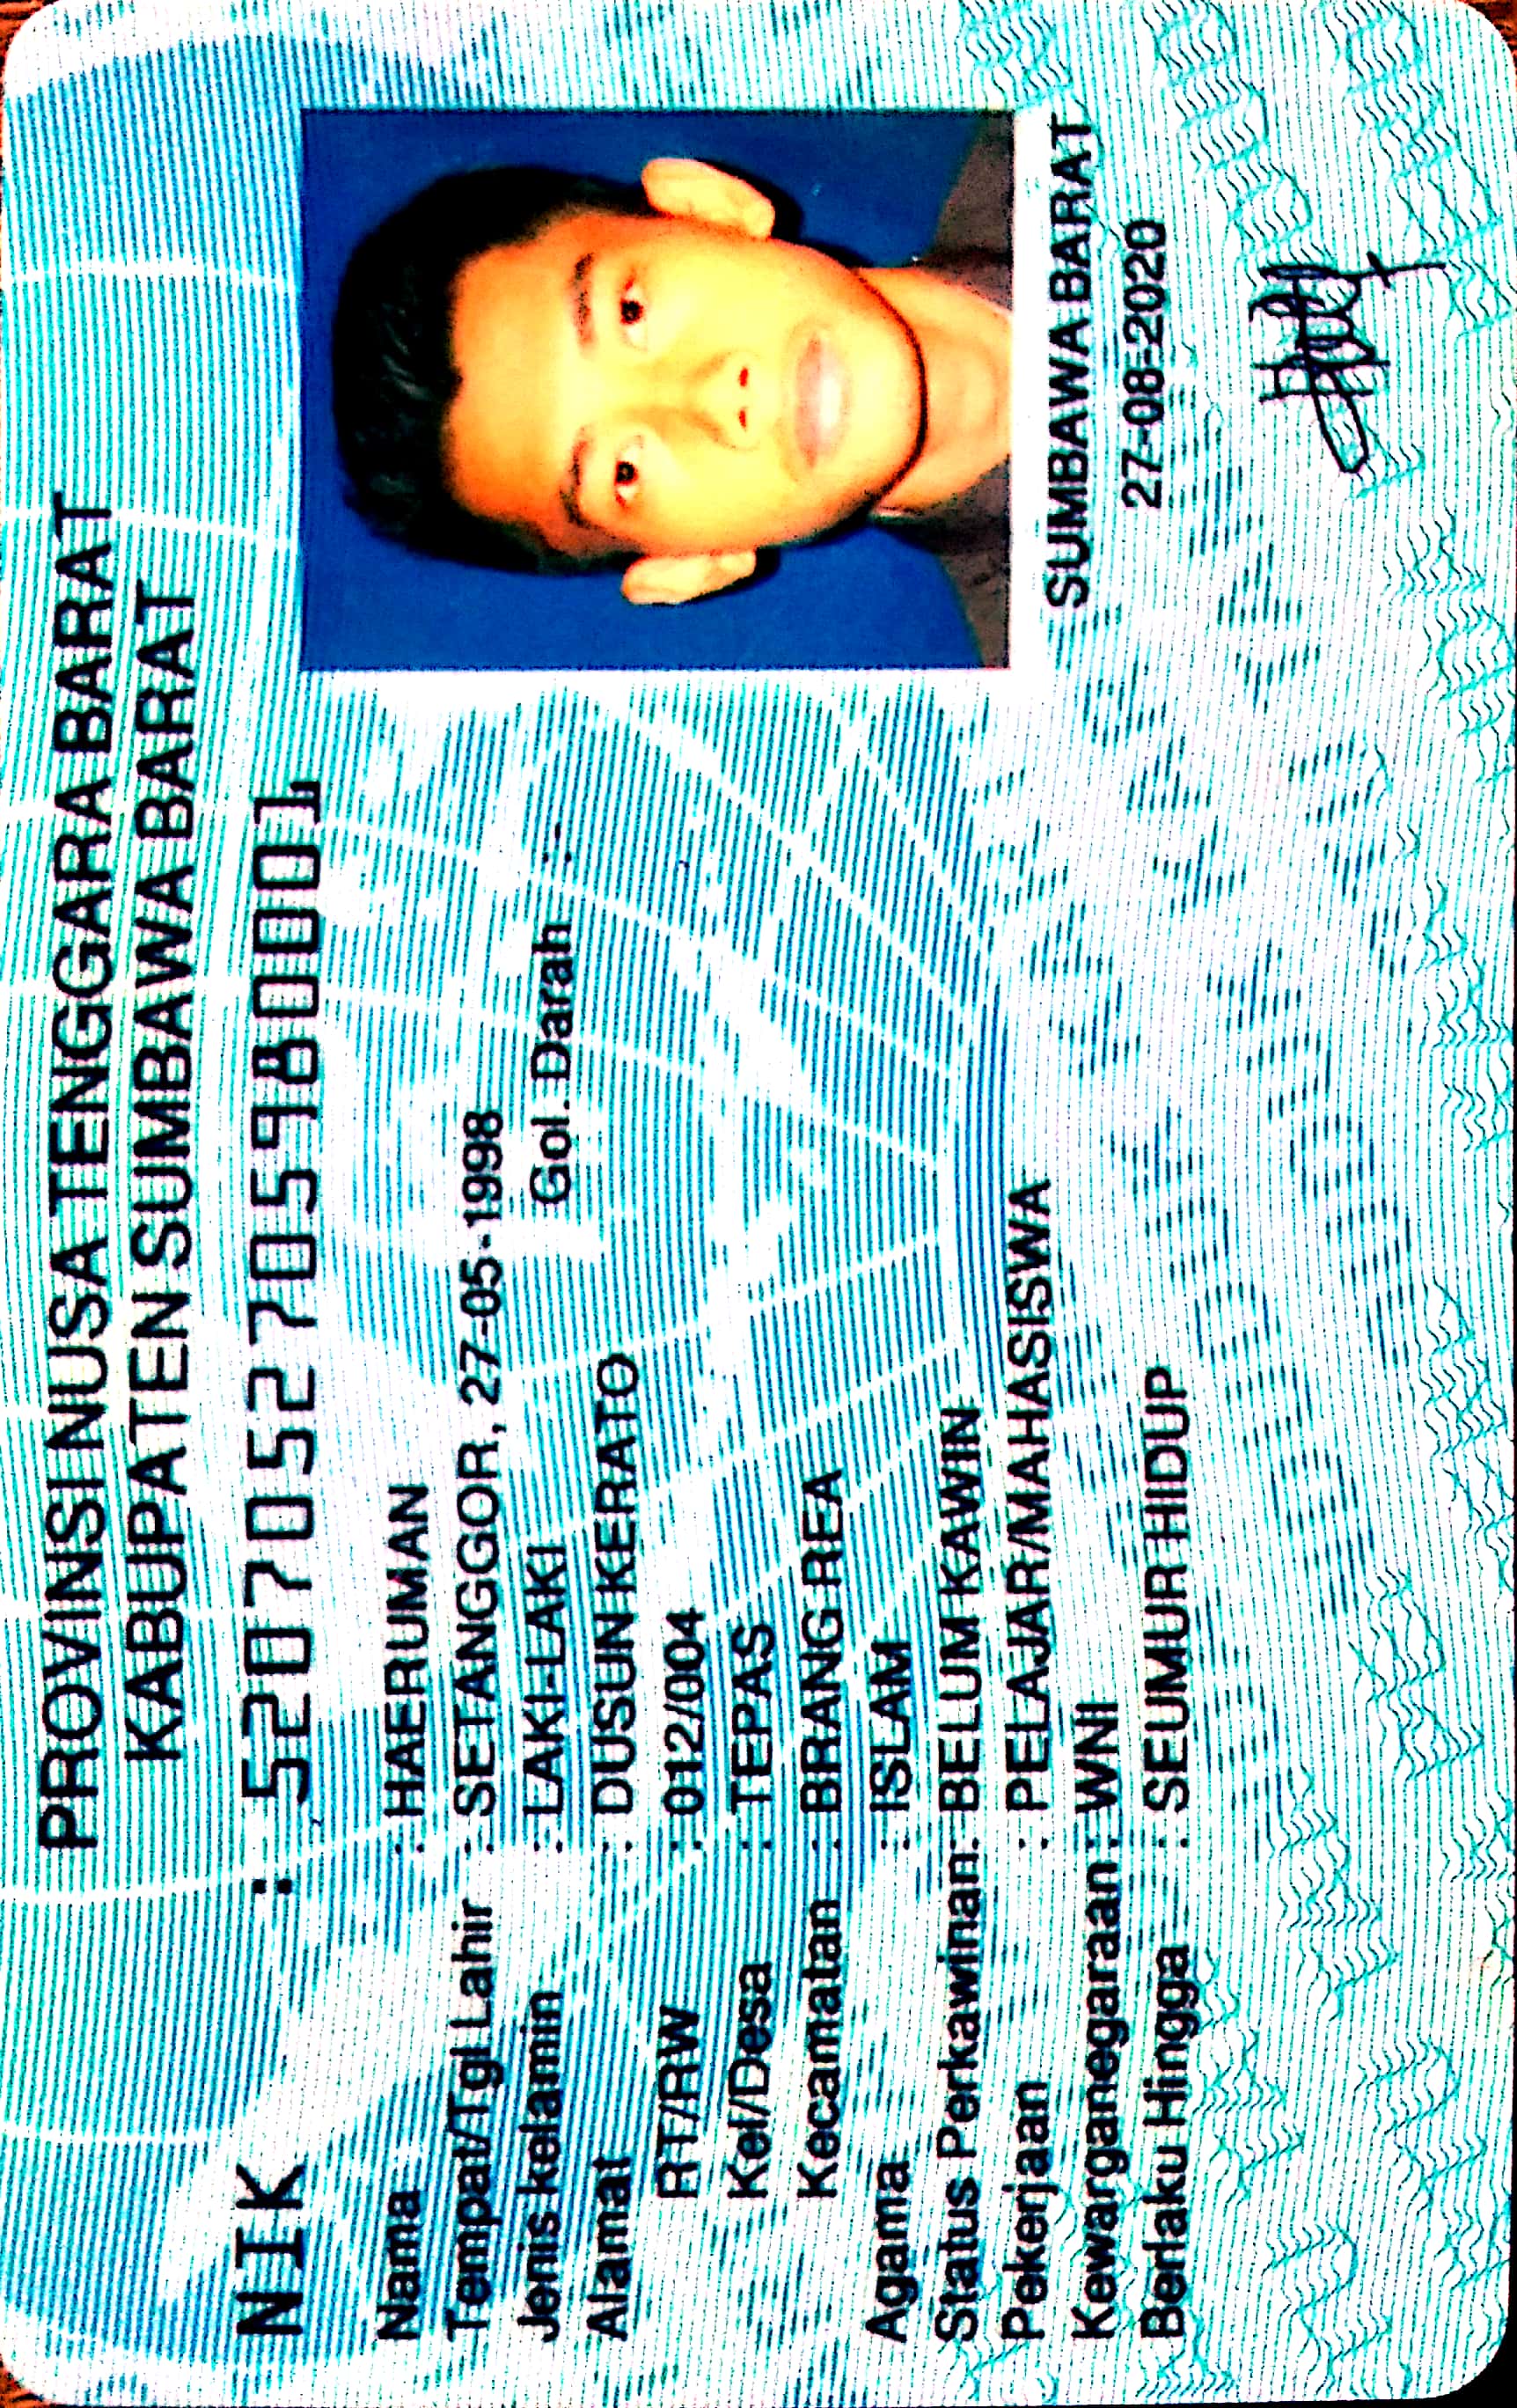 PROVINSI NUSA TENGGARA BARAT
KABUPATEN SUMBAWA BARAT
NIK : 5207052705980001
Nama : HAERUMAN
Tempat/Tgl Lahir : SETANGGOR, 27-05-1998
Jenis kelamin : LAKI-LAKI Gol. Darah : -
Alamat : DUSUN KERATO
RT/RW : 012/004
Kel/Desa : TEPAS
Kecamatan : BRANG REA
Agama : ISLAM
Status Perkawinan: BELUM KAWIN
Pekerjaan : PELAJAR/MAHASISWA
Kewarganegaraan: WNI
Berlaku Hingga : SEUMUR HIDUP
SUMBAWA BARAT
27-08-2020